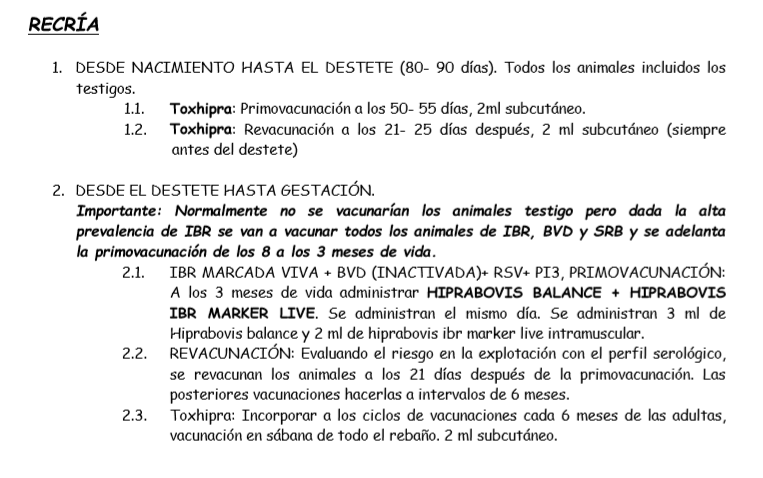 RECRÍA
1. DESDE NACIMIENTO HASTA EL DESTETE (80- 90 días). Todos los animales incluidos los
testigos.
1.1. Toxhipra: Primovacunación a los 50- 55 días, 2ml subcutáneo.
1.2. Toxhipra: Revacunación a los 21- 25 días después, 2 ml subcutáneo (siempre
antes del destete)
2. DESDE EL DESTETE HASTA GESTACIÓN.
Importante: Normalmente no se vacunarían los animales testigo pero dada la alta
prevalencia de IBR se van a vacunar todos los animales de IBR, BVD y SRB y se adelanta
la primovacunación de los 8 a los 3 meses de vida.
2.1. IBR MARCADA VIVA + BVD (INACTIVADA)+ RSV+ PI3, PRIMOVACUNACIÓN:
A los 3 meses de vida administrar HIPRABOVIS BALANCE + HIPRABOVIS
IBR MARKER LIVE. Se administran el mismo día. Se administran 3 ml de
Hiprabovis balance y 2 ml de hiprabovis ibr marker live intramuscular.
2.2. REVACUNACIÓN: Evaluando el riesgo en la explotación con el perfil serológico,
se revacunan los animales a los 21 días después de la primovacunación. Las
posteriores vacunaciones hacerlas a intervalos de 6 meses.
2.3. Toxhipra: Incorporar a los ciclos de vacunaciones cada 6 meses de las adultas,
vacunación en sábana de todo el rebaño. 2 ml subcutáneo.